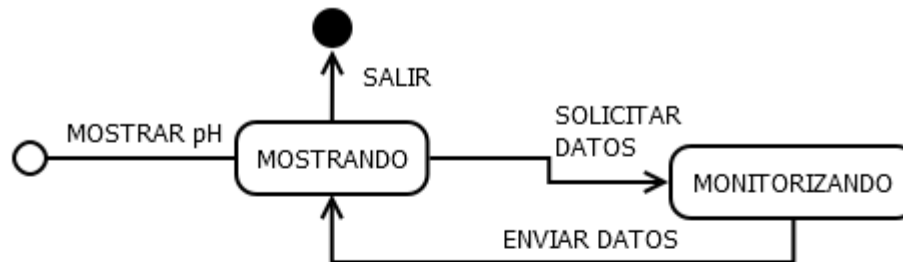 SALIR
MOSTRAR pH
MOSTRANDO
SOLICITAR
DATOS
MONITORIZANDO
ENVIAR DATOS